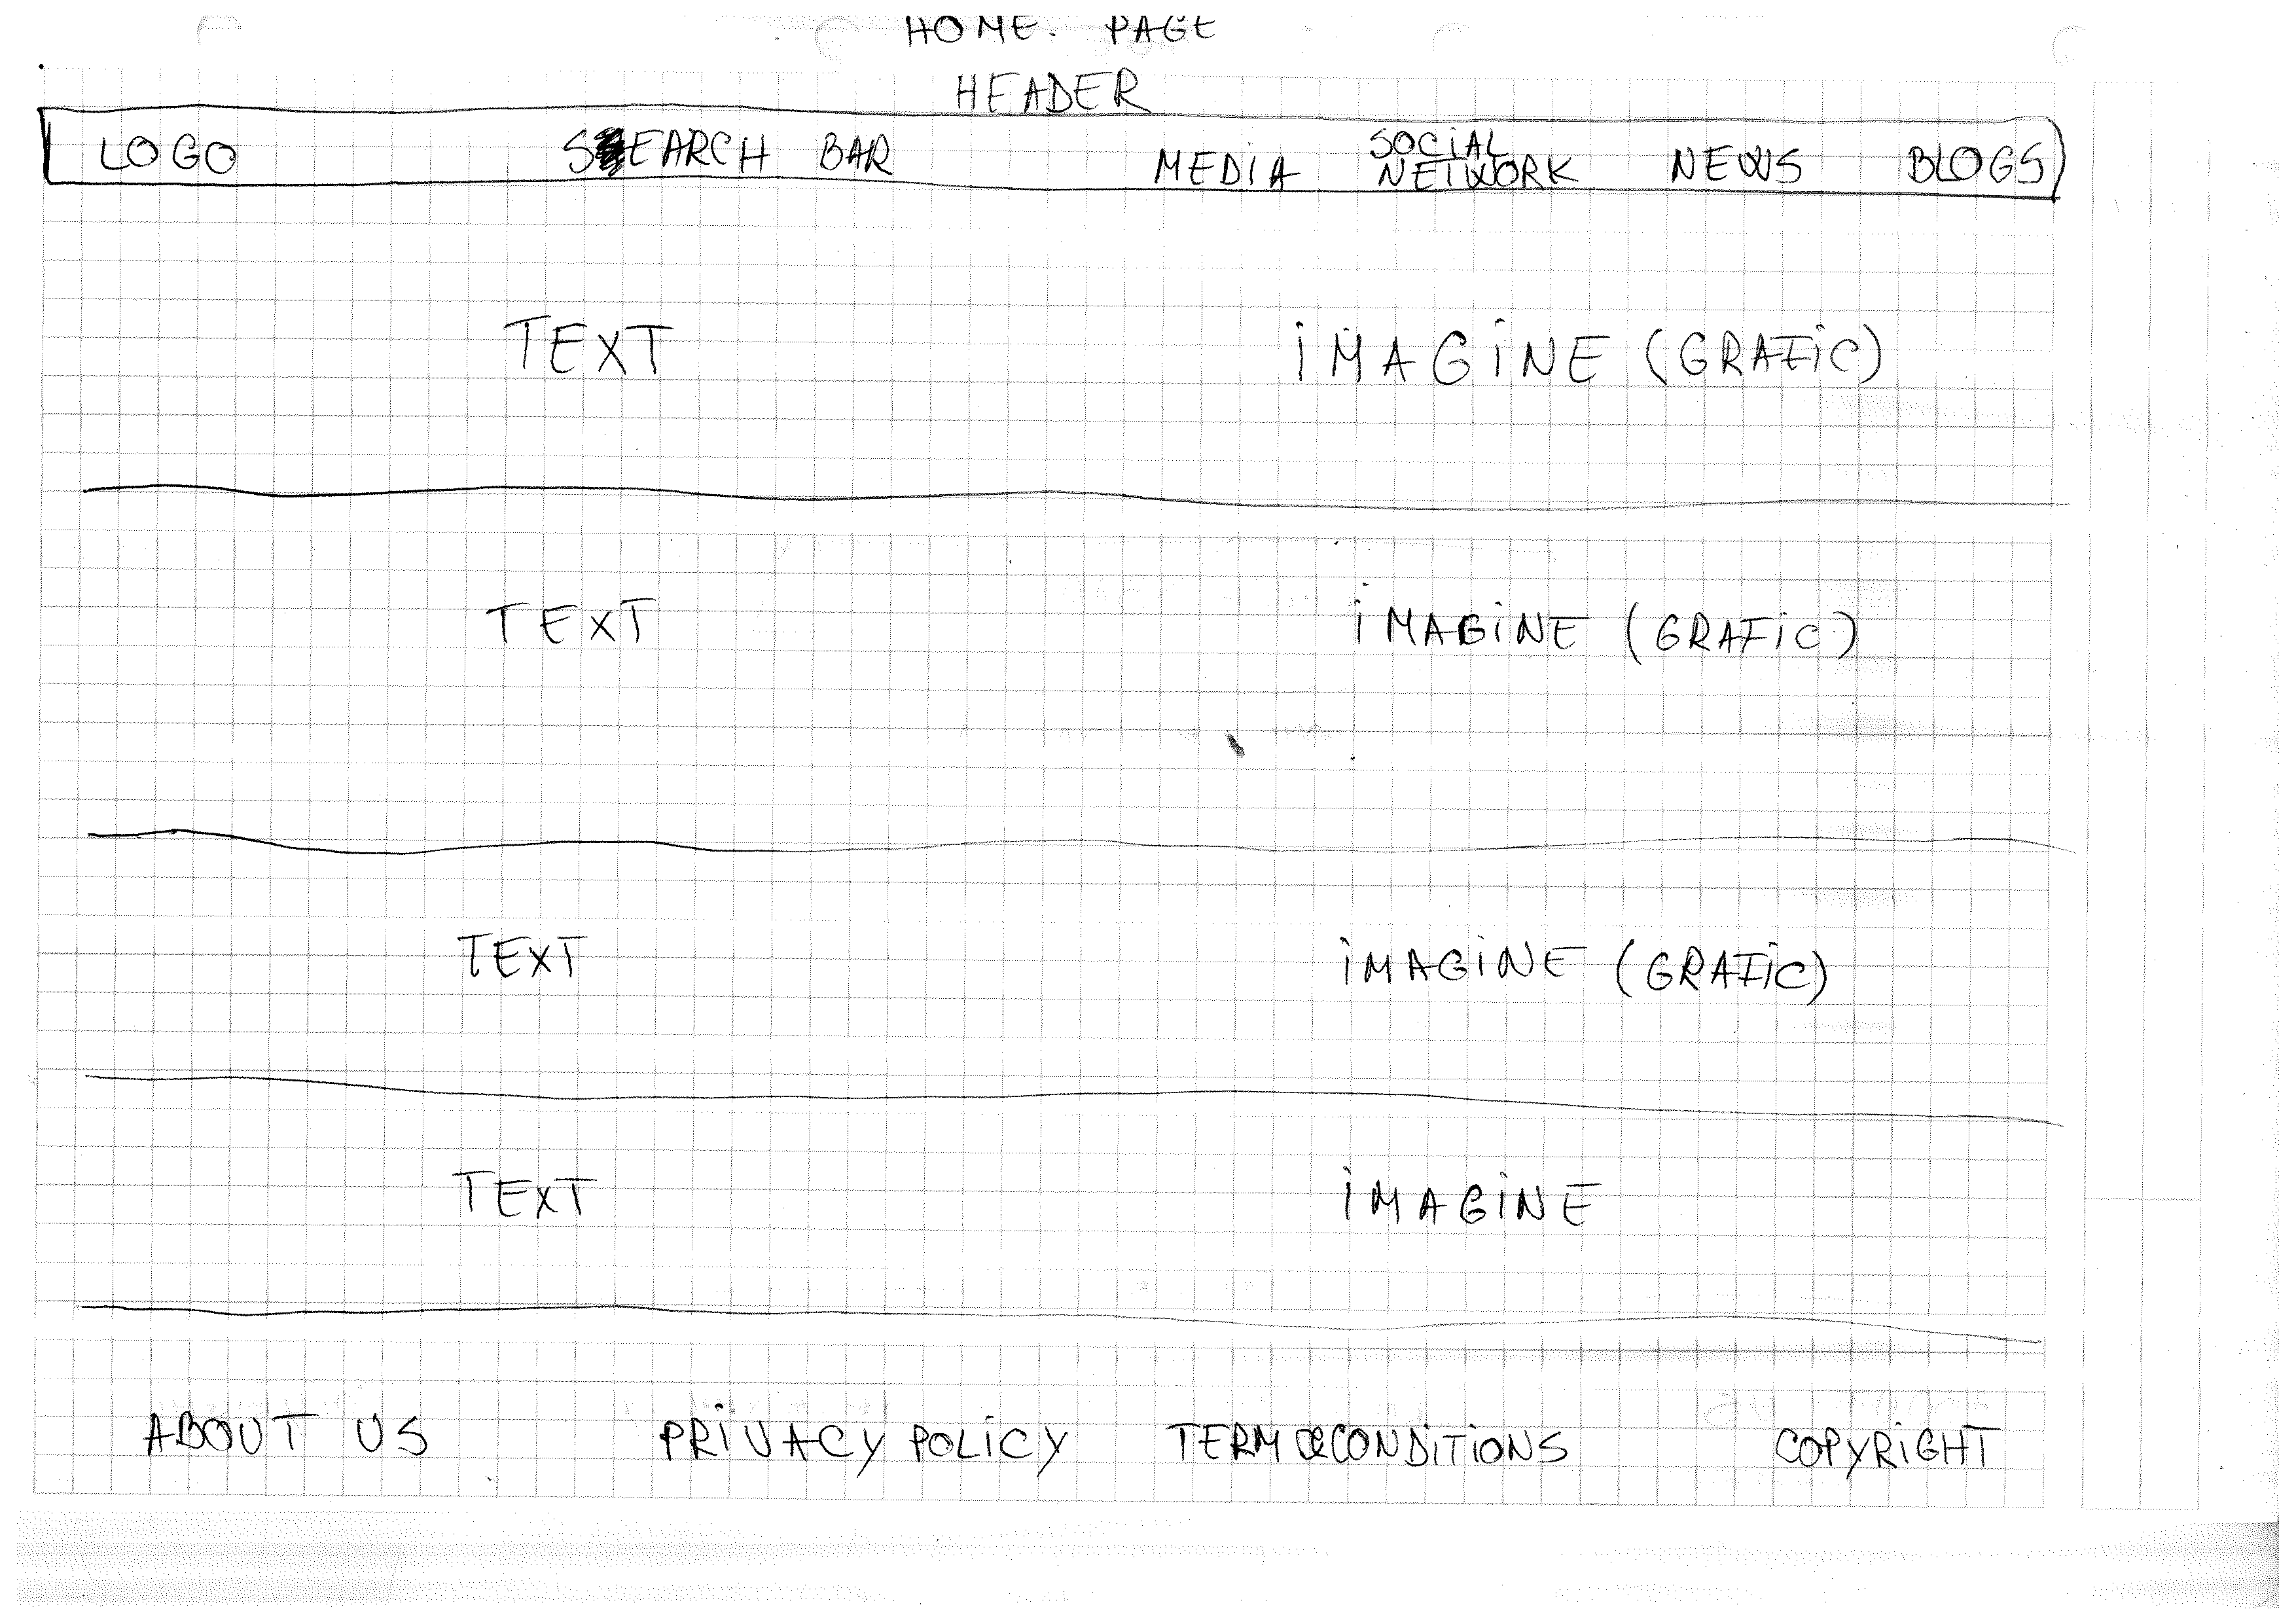 HOME. PAGE
HEADER
LOGO SEARCH BAR MEDIA SOCIAL NETWORK NEWS BLOGS
TEXT IMAGINE (GRAFIC)
TEXT IMAGINE (GRAFIC)
TEXT IMAGINE (GRAFIC)
TEXT IMAGINE
ABOUT US PRIVACY POLICY TERM & CONDITIONS COPYRIGHT